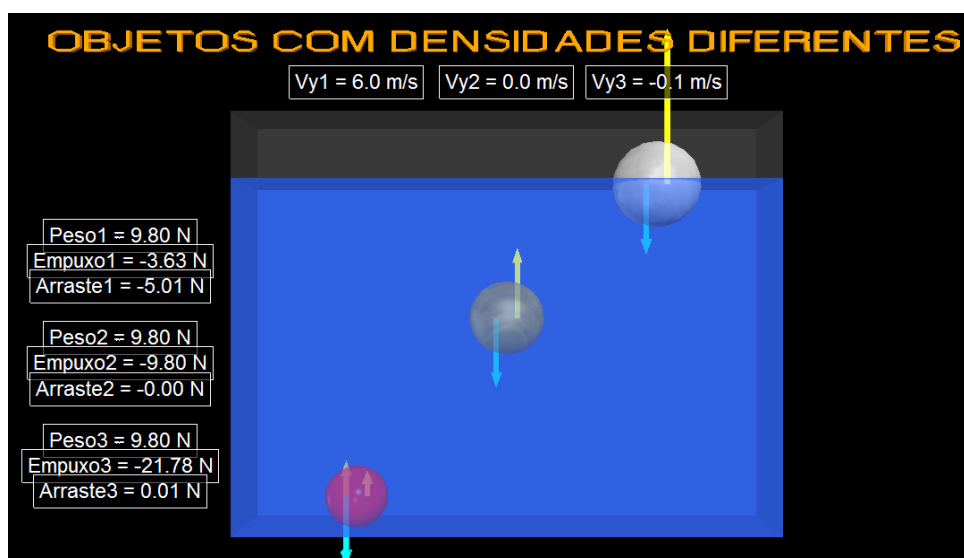 OBJETOS COM DENSIDADES DIFERENTES
Vy1 = 6.0 m/s
Vy2 = 0.0 m/s
Vy3 = -0.1 m/s
Peso1 = 9.80 N
Empuxo1 = -3.63 N
Arraste1 = -5.01 N
Peso2 = 9.80 N
Empuxo2 = -9.80 N
Arraste2 = -0.00 N
Peso3 = 9.80 N
Empuxo3 = -21.78 N
Arraste3 = 0.01 N